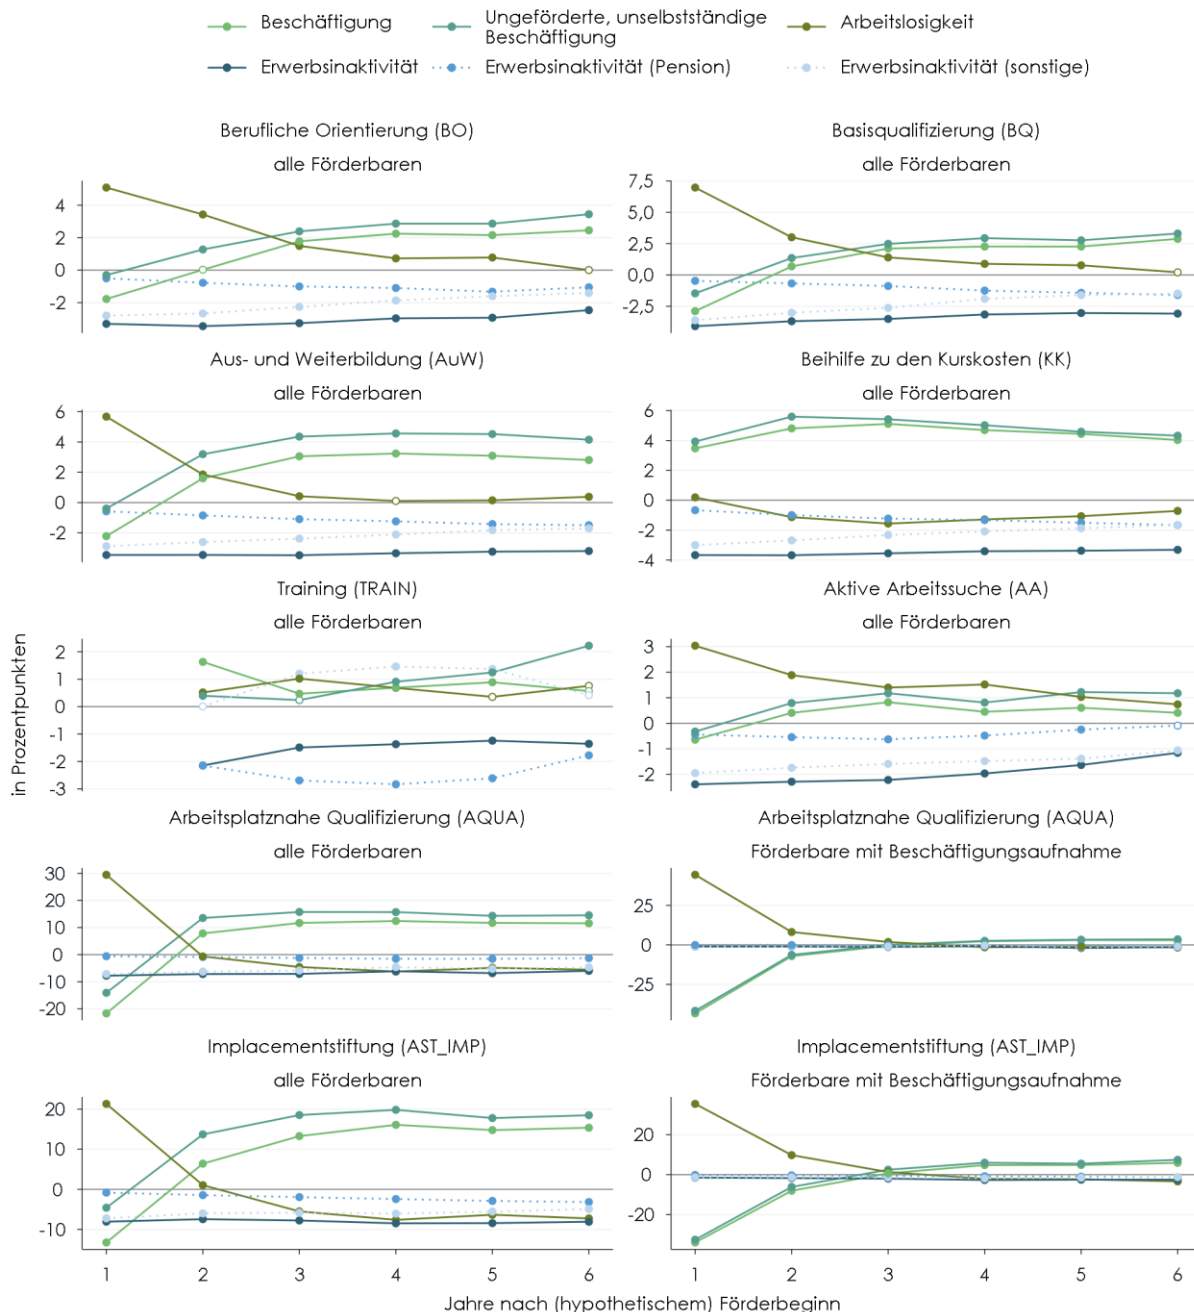 Beschäftigung
Ungeförderte, unselbstständige
Beschäftigung
Arbeitslosigkeit
Erwerbsinaktivität
Erwerbsinaktivität (Pension)
Erwerbsinaktivität (sonstige)
in Prozentpunkten
Berufliche Orientierung (BO)
alle Förderbaren
4
2
0
-2
Basisqualifizierung (BQ)
alle Förderbaren
7,5
5,0
2,5
0,0
-2,5
Aus- und Weiterbildung (AuW)
alle Förderbaren
6
4
2
0
-2
Beihilfe zu den Kurskosten (KK)
alle Förderbaren
6
4
2
0
-2
-4
Training (TRAIN)
alle Förderbaren
2
1
0
-1
-2
-3
Aktive Arbeitssuche (AA)
alle Förderbaren
3
2
1
0
-1
-2
Arbeitsplatznahe Qualifizierung (AQUA)
alle Förderbaren
30
20
10
0
-10
-20
Arbeitsplatznahe Qualifizierung (AQUA)
Förderbare mit Beschäftigungsaufnahme
25
0
-25
Implacementstiftung (AST_IMP)
alle Förderbaren
20
10
0
-10
1 2 3 4 5 6
Implacementstiftung (AST_IMP)
Förderbare mit Beschäftigungsaufnahme
20
0
-20
1 2 3 4 5 6
Jahre nach (hypothetischem) Förderbeginn